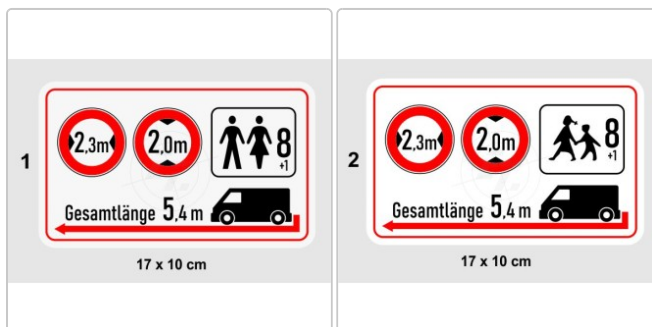 1
2,3m 2,0m 8
+1
Gesamtlänge 5,4 m
17 x 10 cm
2
2,3m 2,0m 8
+1
Gesamtlänge 5,4 m
17 x 10 cm